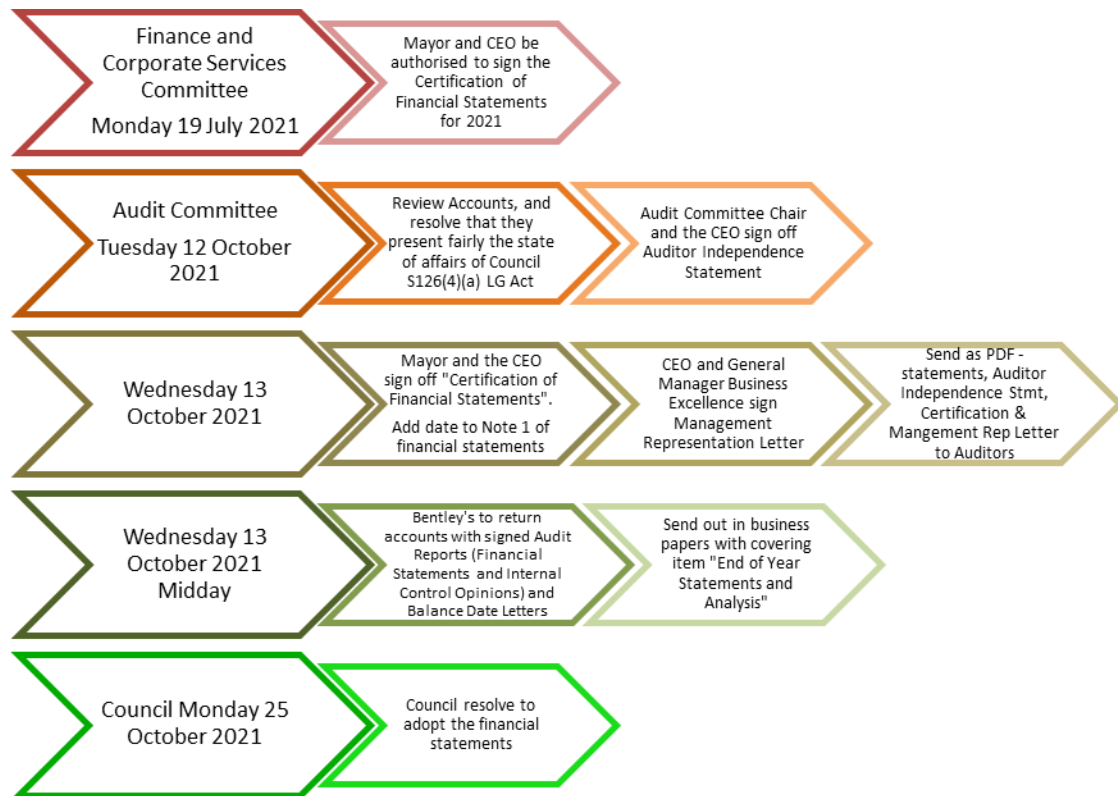 Finance and
Corporate Services
Committee
Monday 19 July 2021
Mayor and CEO be
authorised to sign the
Certification of
Financial Statements
for 2021
Audit Committee
Tuesday 12 October
2021
Review Accounts, and
resolve that they
present fairly the state
of affairs of Council
S126(4)(a) LG Act
Audit Committee Chair
and the CEO sign off
Auditor Independence
Statement
Wednesday 13
October 2021
Mayor and the CEO
sign off "Certification of
Financial Statements".
Add date to Note 1 of
financial statements
CEO and General
Manager Business
Excellence sign
Management
Representation Letter
Send as PDF -
statements, Auditor
Independence Stmt,
Certification &
Mangement Rep Letter
to Auditors
Wednesday 13
October 2021
Midday
Bentley's to return
accounts with signed Audit
Reports (Financial
Statements and Internal
Control Opinions) and
Balance Date Letters
Send out in business
papers with covering
item "End of Year
Statements and
Analysis"
Council Monday 25
October 2021
Council resolve to
adopt the financial
statements